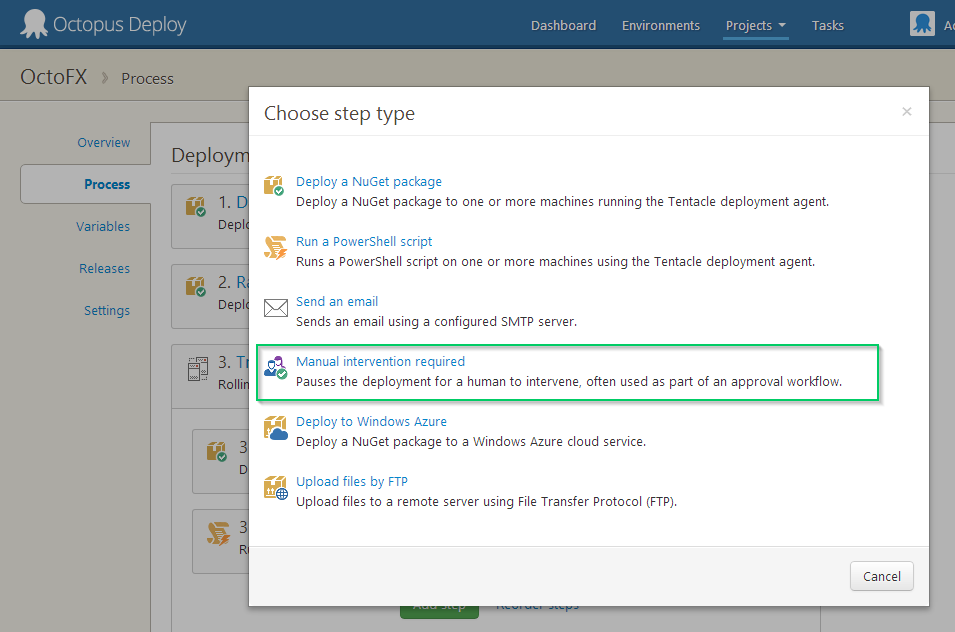 Octopus Deploy
Dashboard Environments Projects Tasks
OctoFX Process
Choose step type
Overview
Process
Variables
Releases
Settings
1.
2.
3.
Rolling
3
3
Deploy a NuGet package
Deploy a NuGet package to one or more machines running the Tentacle deployment agent.
Run a PowerShell script
Runs a PowerShell script on one or more machines using the Tentacle deployment agent.
Send an email
Sends an email using a configured SMTP server.
Manual intervention required
Pauses the deployment for a human to intervene, often used as part of an approval workflow.
Deploy to Windows Azure
Deploy a NuGet package to a Windows Azure cloud service.
Upload files by FTP
Upload files to a remote server using File Transfer Protocol (FTP).
Cancel
Add step Reorder steps